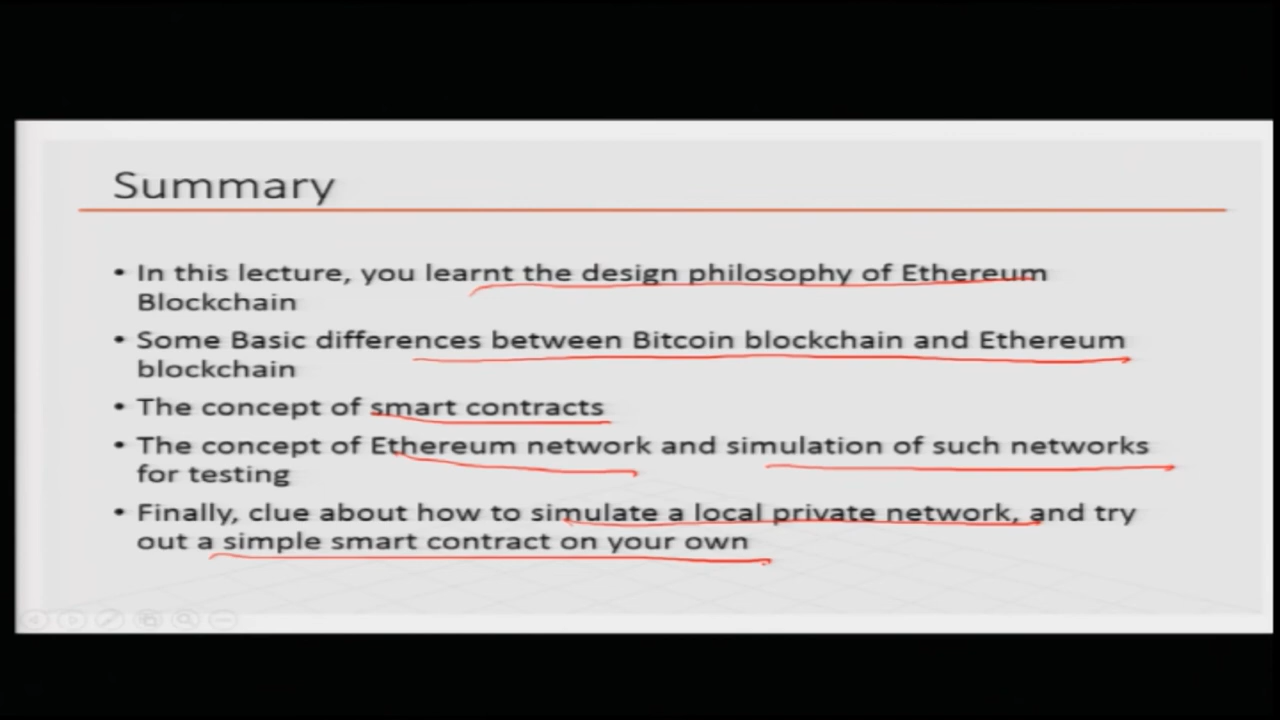 Summary
• In this lecture, you learnt the design philosophy of Ethereum
Blockchain
• Some Basic differences between Bitcoin blockchain and Ethereum
blockchain
• The concept of smart contracts
• The concept of Ethereum network and simulation of such networks
for testing
• Finally, clue about how to simulate a local private network, and try
out a simple smart contract on your own